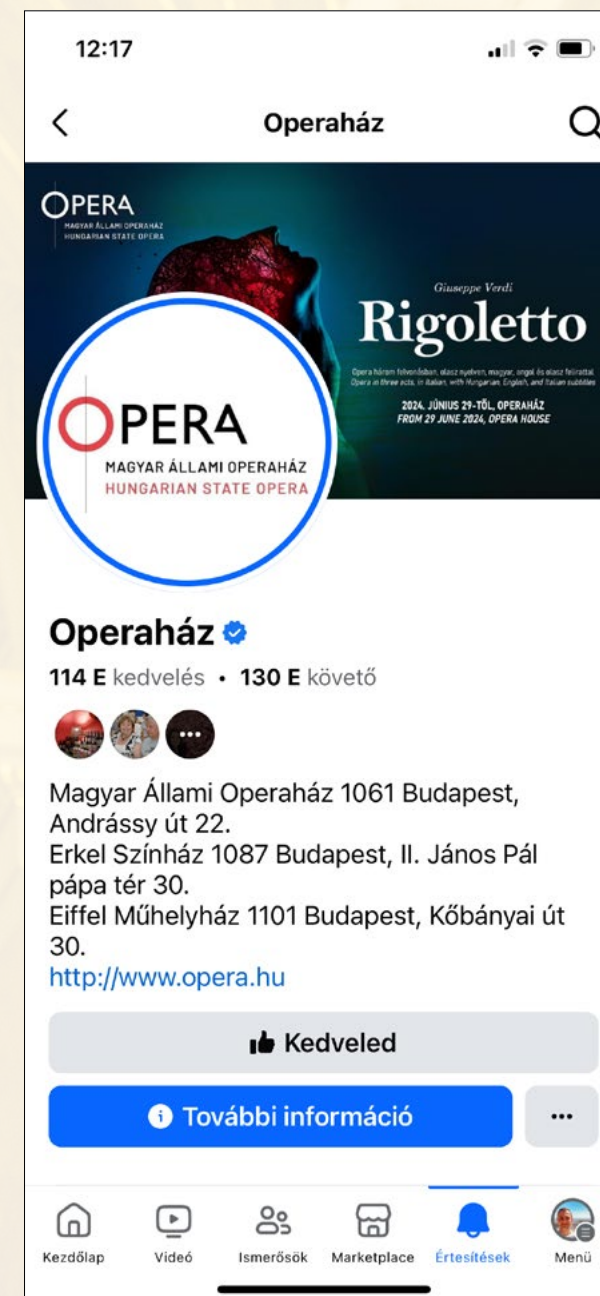 12:17
Operaház
OPERA
MAGYAR ÁLLAMI OPERAHÁZ
HUNGARIAN STATE OPERA
Giuseppe Verdi
Rigoletto
Opera három felvonásban, olasz nyelven, magyar, angol és olasz felirattal
Opera in three acts, in Italian, with Hungarian, English, and Italian subtitles
2024. JÚNIUS 29-TŐL, OPERAHÁZ
FROM 29 JUNE 2024, OPERA HOUSE
OPERA
MAGYAR ÁLLAMI OPERAHÁZ
HUNGARIAN STATE OPERA
Operaház
114 E kedvelés • 130 E követő
Magyar Állami Operaház 1061 Budapest,
Andrássy út 22.
Erkel Színház 1087 Budapest, II. János Pál
pápa tér 30.
Eiffel Műhelyház 1101 Budapest, Kőbányai út
30.
http://www.opera.hu
Kedveled
További információ
Kezdőlap Videó Ismerősök Marketplace Értesítések Menü